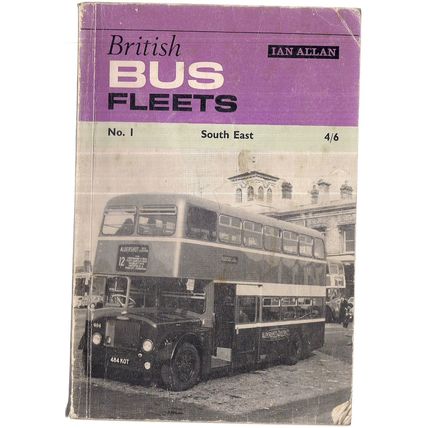 British
IAN ALLAN
BUS
FLEETS
No. 1 South East 4/6
ALDERSHOT
12
484 KOT